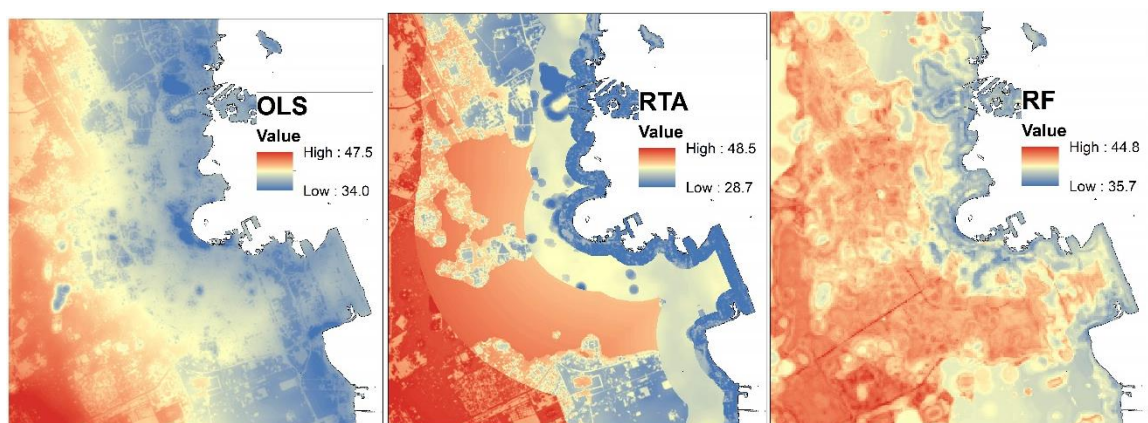 OLS
Value
High : 47.5
Low : 34.0
RTA
Value
High : 48.5
Low : 28.7
RF
Value
High : 44.8
Low : 35.7